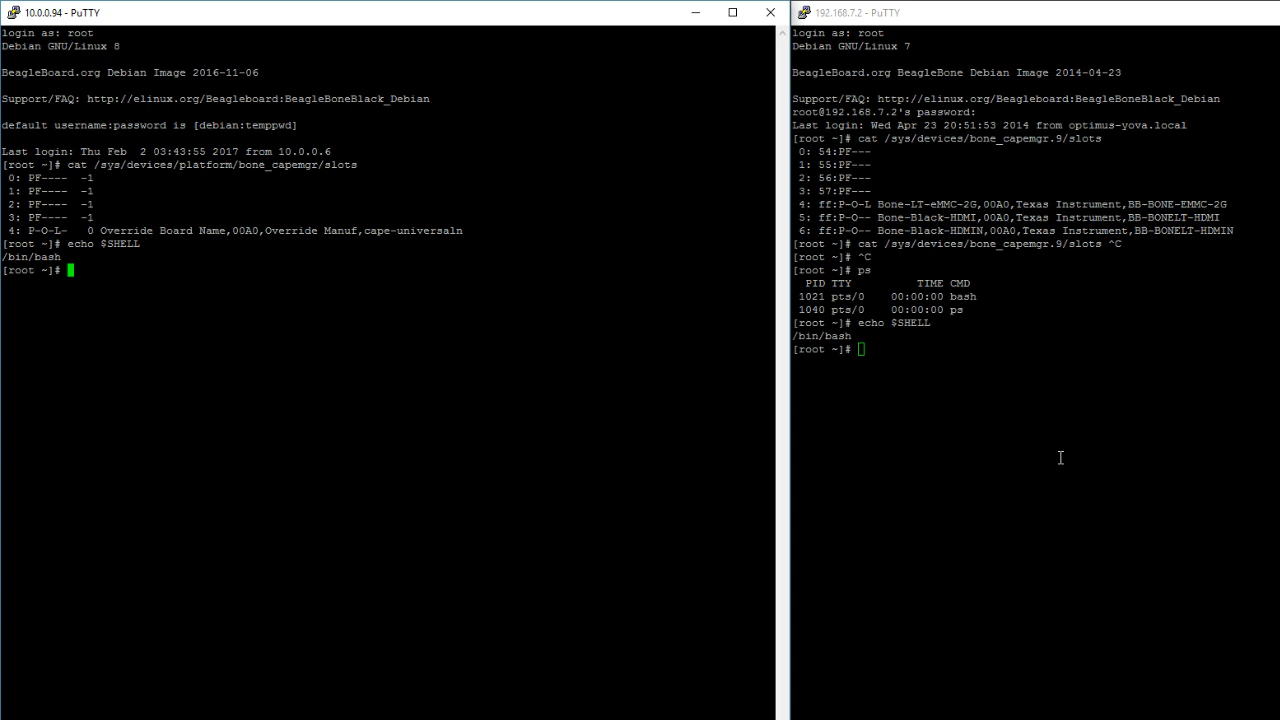 10.0.0.94 - PuTTY
login as: root
Debian GNU/Linux 8
BeagleBoard.org Debian Image 2016-11-06
Support/FAQ: http://elinux.org/Beagleboard:BeagleBoneBlack_Debian
default username:password is [debian:temppwd]
Last login: Thu Feb  2 03:43:55 2017 from 10.0.0.6
[root ~]# cat /sys/devices/platform/bone_capemgr/slots
 0: PF----  -1
 1: PF----  -1
 2: PF----  -1
 3: PF----  -1
 4: P-O-L-   0 Override Board Name,00A0,Override Manuf,cape-universaln
[root ~]# echo $SHELL
/bin/bash
[root ~]#
192.168.7.2 - PuTTY
login as: root
Debian GNU/Linux 7
BeagleBoard.org BeagleBone Debian Image 2014-04-23
Support/FAQ: http://elinux.org/Beagleboard:BeagleBoneBlack_Debian
root@192.168.7.2's password:
Last login: Wed Apr 23 20:51:53 2014 from optimus-yova.local
[root ~]# cat /sys/devices/bone_capemgr.9/slots
 0: 54:PF---
 1: 55:PF---
 2: 56:PF---
 3: 57:PF---
 4: ff:P-O-L Bone-LT-eMMC-2G,00A0,Texas Instrument,BB-BONE-EMMC-2G
 5: ff:P-O-- Bone-Black-HDMI,00A0,Texas Instrument,BB-BONELT-HDMI
 6: ff:P-O-- Bone-Black-HDMIN,00A0,Texas Instrument,BB-BONELT-HDMIN
[root ~]# cat /sys/devices/bone_capemgr.9/slots ^C
[root ~]# ^C
[root ~]# ps
  PID TTY          TIME CMD
 1021 pts/0    00:00:00 bash
 1040 pts/0    00:00:00 ps
[root ~]# echo $SHELL
/bin/bash
[root ~]#